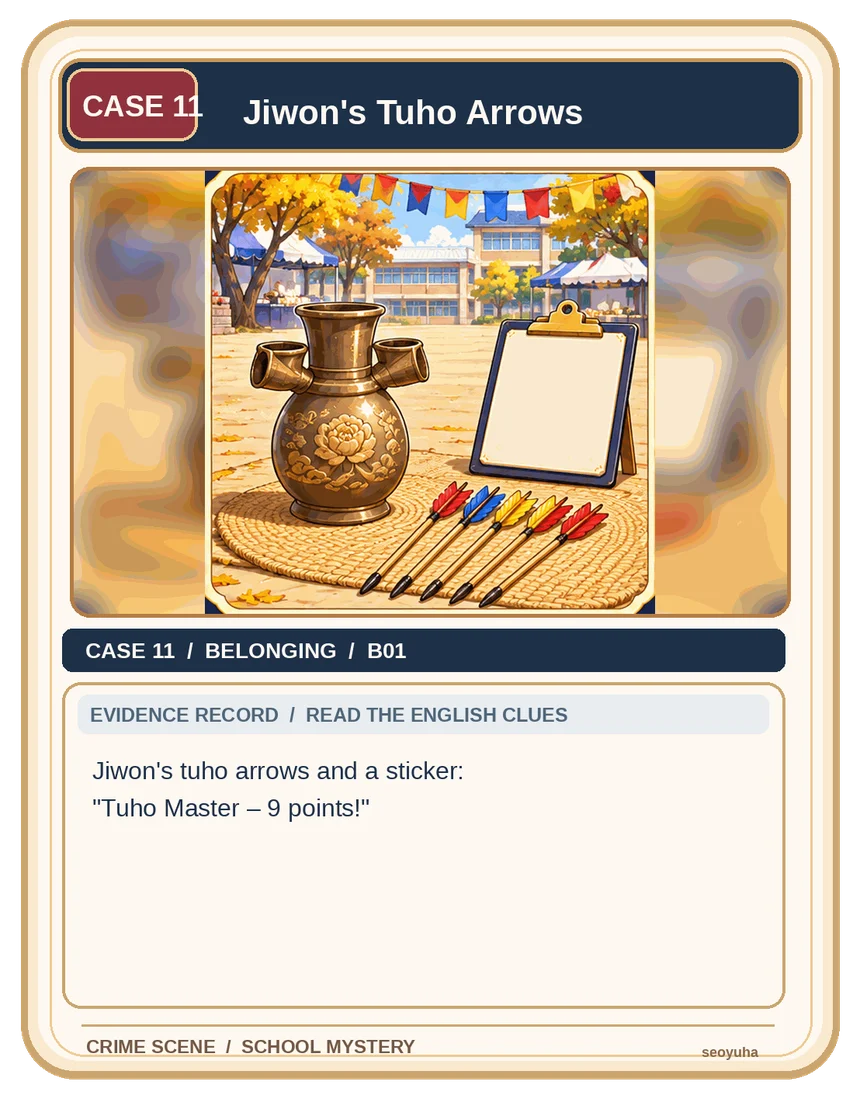 CASE 11
Jiwon's Tuho Arrows
CASE 11 / BELONGING / B01
EVIDENCE RECORD / READ THE ENGLISH CLUES
Jiwon's tuho arrows and a sticker:
"Tuho Master – 9 points!"
CRIME SCENE / SCHOOL MYSTERY
seoyuha